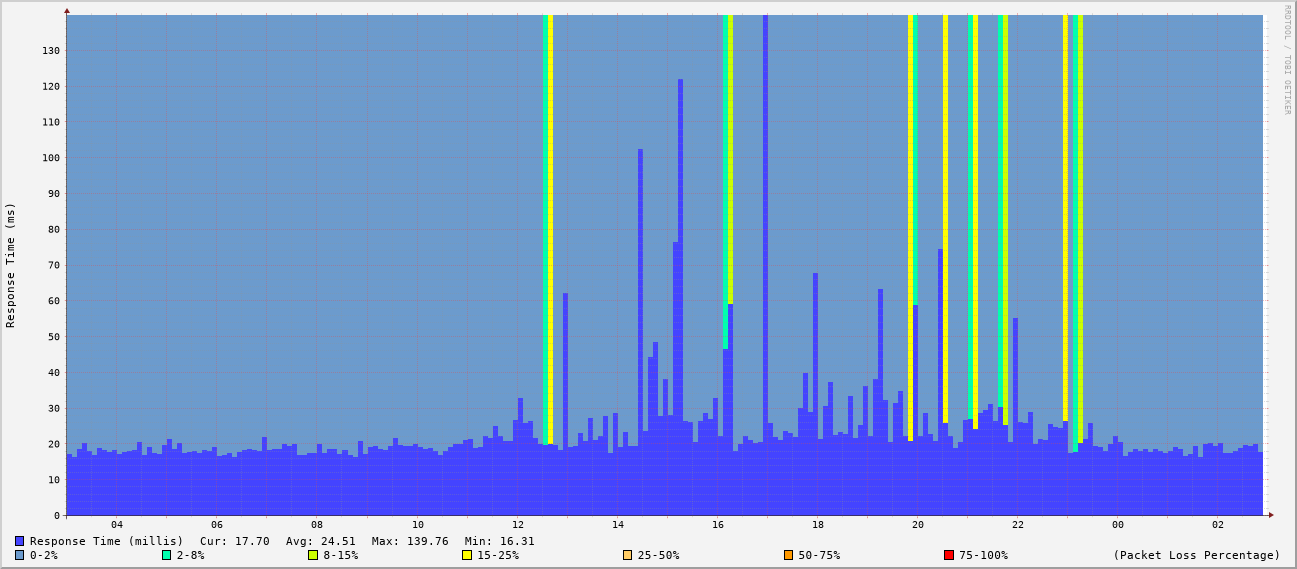 RRDTOOL / TOBI OETIKER
Response Time (ms)
130
120
110
100
90
80
70
60
50
40
30
20
10
0
04 06 08 10 12 14 16 18 20 22 00 02
Response Time (millis) Cur: 17.70 Avg: 24.51 Max: 139.76 Min: 16.31
0-2% 2-8% 8-15% 15-25% 25-50% 50-75% 75-100% (Packet Loss Percentage)